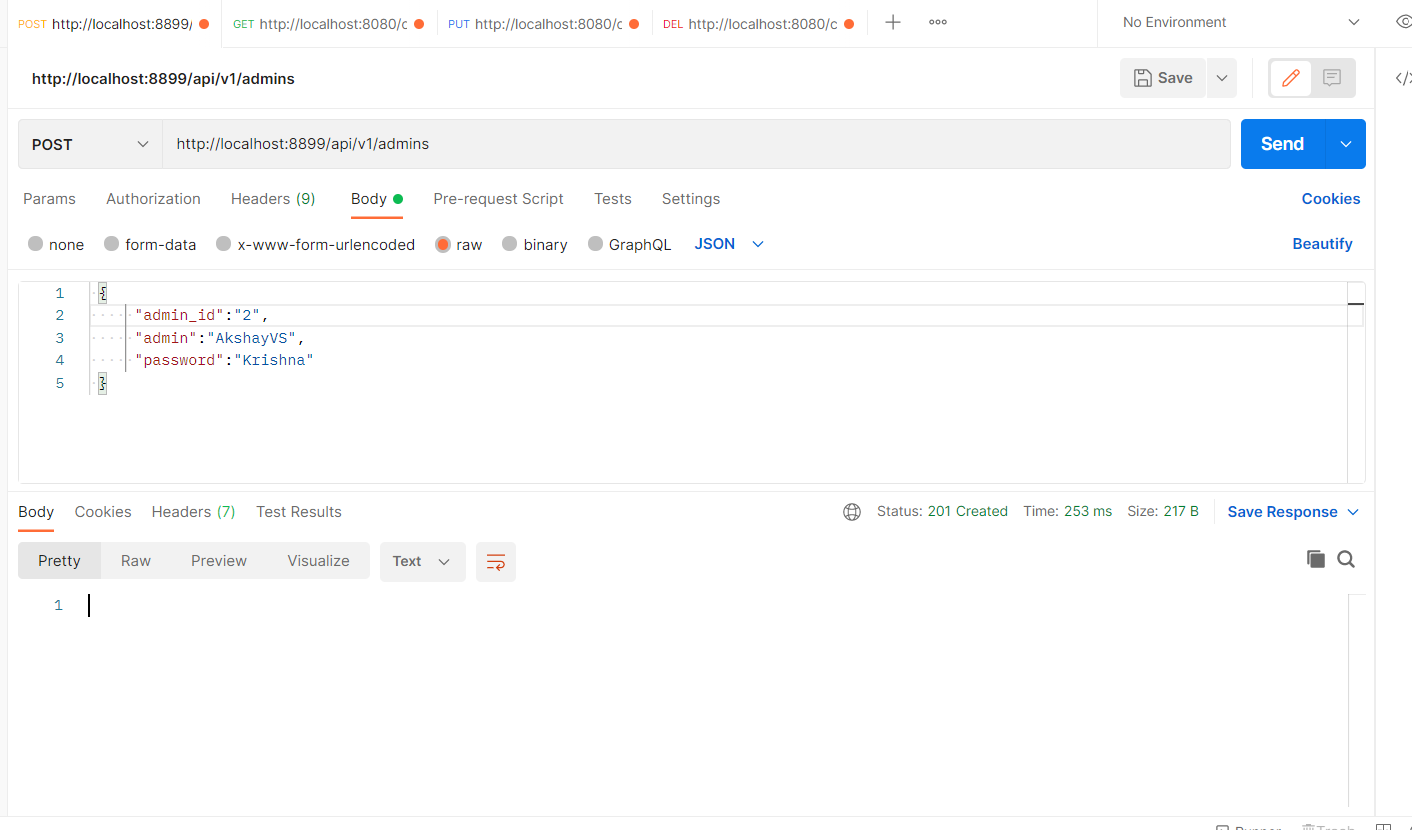 POST http://localhost:8899/ GET http://localhost:8080/c PUT http://localhost:8080/c DEL http://localhost:8080/c No Environment
http://localhost:8899/api/v1/admins Save
POST http://localhost:8899/api/v1/admins Send
Params Authorization Headers (9) Body Pre-request Script Tests Settings Cookies
none form-data x-www-form-urlencoded raw binary GraphQL JSON Beautify
1 {
2 "admin_id":"2",
3 "admin":"AkshayVS",
4 "password":"Krishna"
5 }
Body Cookies Headers (7) Test Results Status: 201 Created Time: 253 ms Size: 217 B Save Response
Pretty Raw Preview Visualize Text
1